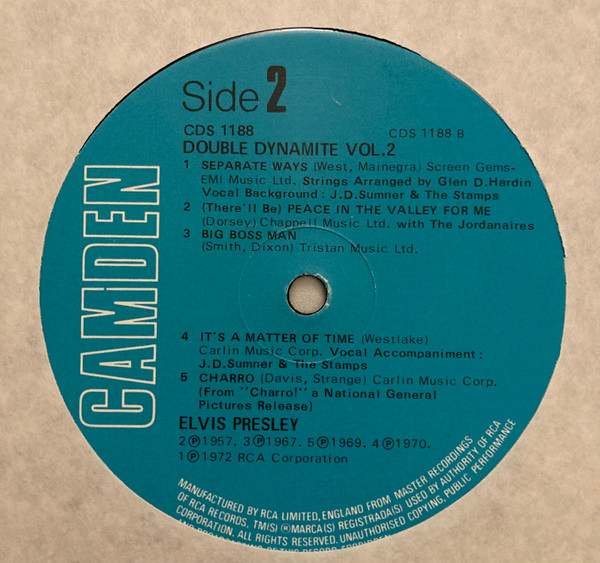 Side 2
CDS 1188 CDS 1188 B
DOUBLE DYNAMITE VOL.2
1 SEPARATE WAYS (West, Mainegra) Screen Gems-
EMI Music Ltd. Strings Arranged by Glen D.Hardin
Vocal Background : J.D.Sumner & The Stamps
2 (There'll Be) PEACE IN THE VALLEY FOR ME
(Dorsey) Chappell Music Ltd. with The Jordanaires
3 BIG BOSS MAN
(Smith, Dixon) Tristan Music Ltd.
CAMDEN
4 IT'S A MATTER OF TIME (Westlake)
Carlin Music Corp. Vocal Accompaniment :
J.D.Sumner & The Stamps
5 CHARRO (Davis, Strange) Carlin Music Corp.
(From "Charro!" a National General
Pictures Release)
ELVIS PRESLEY
2 ℗ 1957. 3 ℗ 1967. 5 ℗ 1969. 4 ℗ 1970.
1 ℗ 1972 RCA Corporation
MANUFACTURED BY RCA LIMITED, ENGLAND FROM MASTER RECORDINGS
OF RCA RECORDS, TM(S) ® MARCA(S) REGISTRADA(S) USED BY AUTHORITY OF RCA
CORPORATION. ALL RIGHTS RESERVED. UNAUTHORISED COPYING, PUBLIC PERFORMANCE